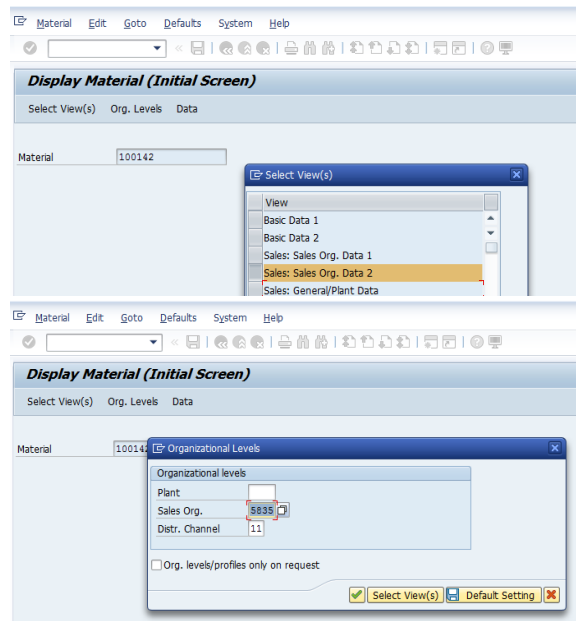 Material Edit Goto Defaults System Help
Display Material (Initial Screen)
Select View(s) Org. Levels Data
Material 100142
Select View(s)
View
Basic Data 1
Basic Data 2
Sales: Sales Org. Data 1
Sales: Sales Org. Data 2
Sales: General/Plant Data
Material Edit Goto Defaults System Help
Display Material (Initial Screen)
Select View(s) Org. Levels Data
Material 100142
Organizational Levels
Organizational levels
Plant
Sales Org. 5835
Distr. Channel 11
Org. levels/profiles only on request
Select View(s) Default Setting